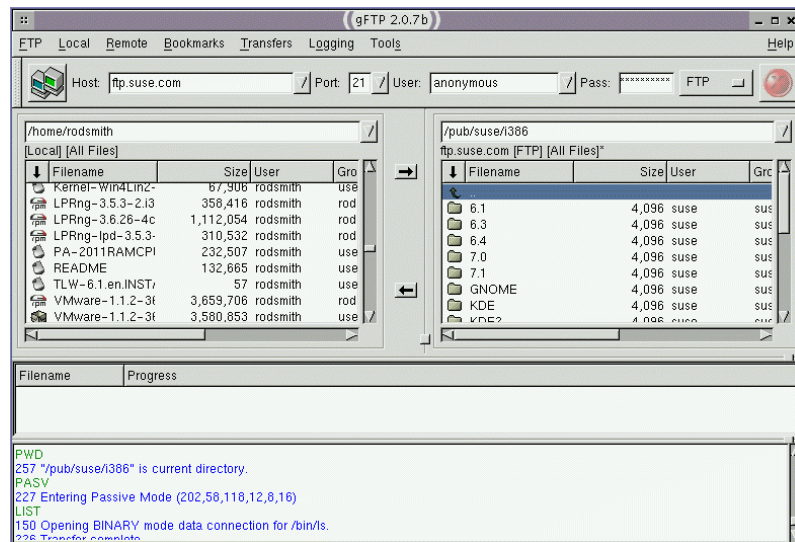 gFTP 2.0.7b
FTP Local Remote Bookmarks Transfers Logging Tools Help
Host: ftp.suse.com Port: 21 User: anonymous Pass: ********** FTP
/home/rodsmith
[Local] [All Files]
Filename Size User Gro
Kernel-Win4Lin2- 67,906 rodsmith use
LPRng-3.5.3-2.i3 358,416 rodsmith rod
LPRng-3.6.26-4c 1,112,054 rodsmith rod
LPRng-lpd-3.5.3- 310,532 rodsmith rod
PA-2011RAMCPI 232,507 rodsmith use
README 132,665 rodsmith use
TLW-6.1.en.INST 57 rodsmith use
VMware-1.1.2-3 3,659,706 rodsmith rod
VMware-1.1.2-3 3,580,853 rodsmith use
/pub/suse/i386
ftp.suse.com [FTP] [All Files]*
Filename Size User Grc
..
6.1 4,096 suse sus
6.3 4,096 suse sus
6.4 4,096 suse sus
7.0 4,096 suse sus
7.1 4,096 suse sus
GNOME 4,096 suse sus
KDE 4,096 suse sus
KDE2 4,096 suse sus
Filename Progress
PWD
257 "/pub/suse/i386" is current directory.
PASV
227 Entering Passive Mode (202,58,118,12,8,16)
LIST
150 Opening BINARY mode data connection for /bin/ls.
226 Transfer complete